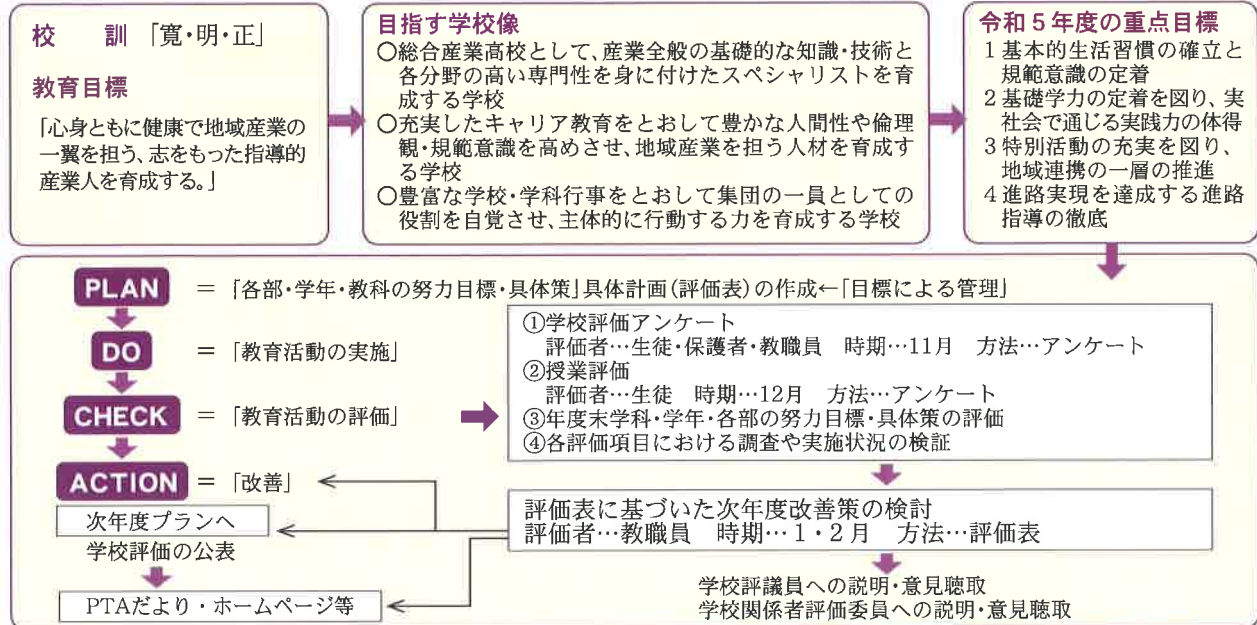 校　訓　「寛・明・正」
教育目標
「心身ともに健康で地域産業の
一翼を担う、志をもった指導的
産業人を育成する。」
目指す学校像
○総合産業高校として、産業全般の基礎的な知識・技術と
各分野の高い専門性を身に付けたスペシャリストを育
成する学校
○充実したキャリア教育をとおして豊かな人間性や倫理
観・規範意識を高めさせ、地域産業を担う人材を育成す
る学校
○豊富な学校・学科行事をとおして集団の一員としての
役割を自覚させ、主体的に行動する力を育成する学校
令和5年度の重点目標
1 基本的生活習慣の確立と
規範意識の定着
2 基礎学力の定着を図り、実
社会で通じる実践力の体得
3 特別活動の充実を図り、
地域連携の一層の推進
4 進路実現を達成する進路
指導の徹底
PLAN ＝「各部・学年・教科の努力目標・具体策」具体計画(評価表)の作成←「目標による管理」
DO ＝「教育活動の実施」
CHECK ＝「教育活動の評価」
ACTION ＝「改善」
①学校評価アンケート
評価者…生徒・保護者・教職員　時期…11月　方法…アンケート
②授業評価
評価者…生徒　時期…12月　方法…アンケート
③年度末学科・学年・各部の努力目標・具体策の評価
④各評価項目における調査や実施状況の検証
評価表に基づいた次年度改善策の検討
評価者…教職員　時期…1・2月　方法…評価表
次年度プランへ
学校評価の公表
PTAだより・ホームページ等
学校評議員への説明・意見聴取
学校関係者評価委員への説明・意見聴取